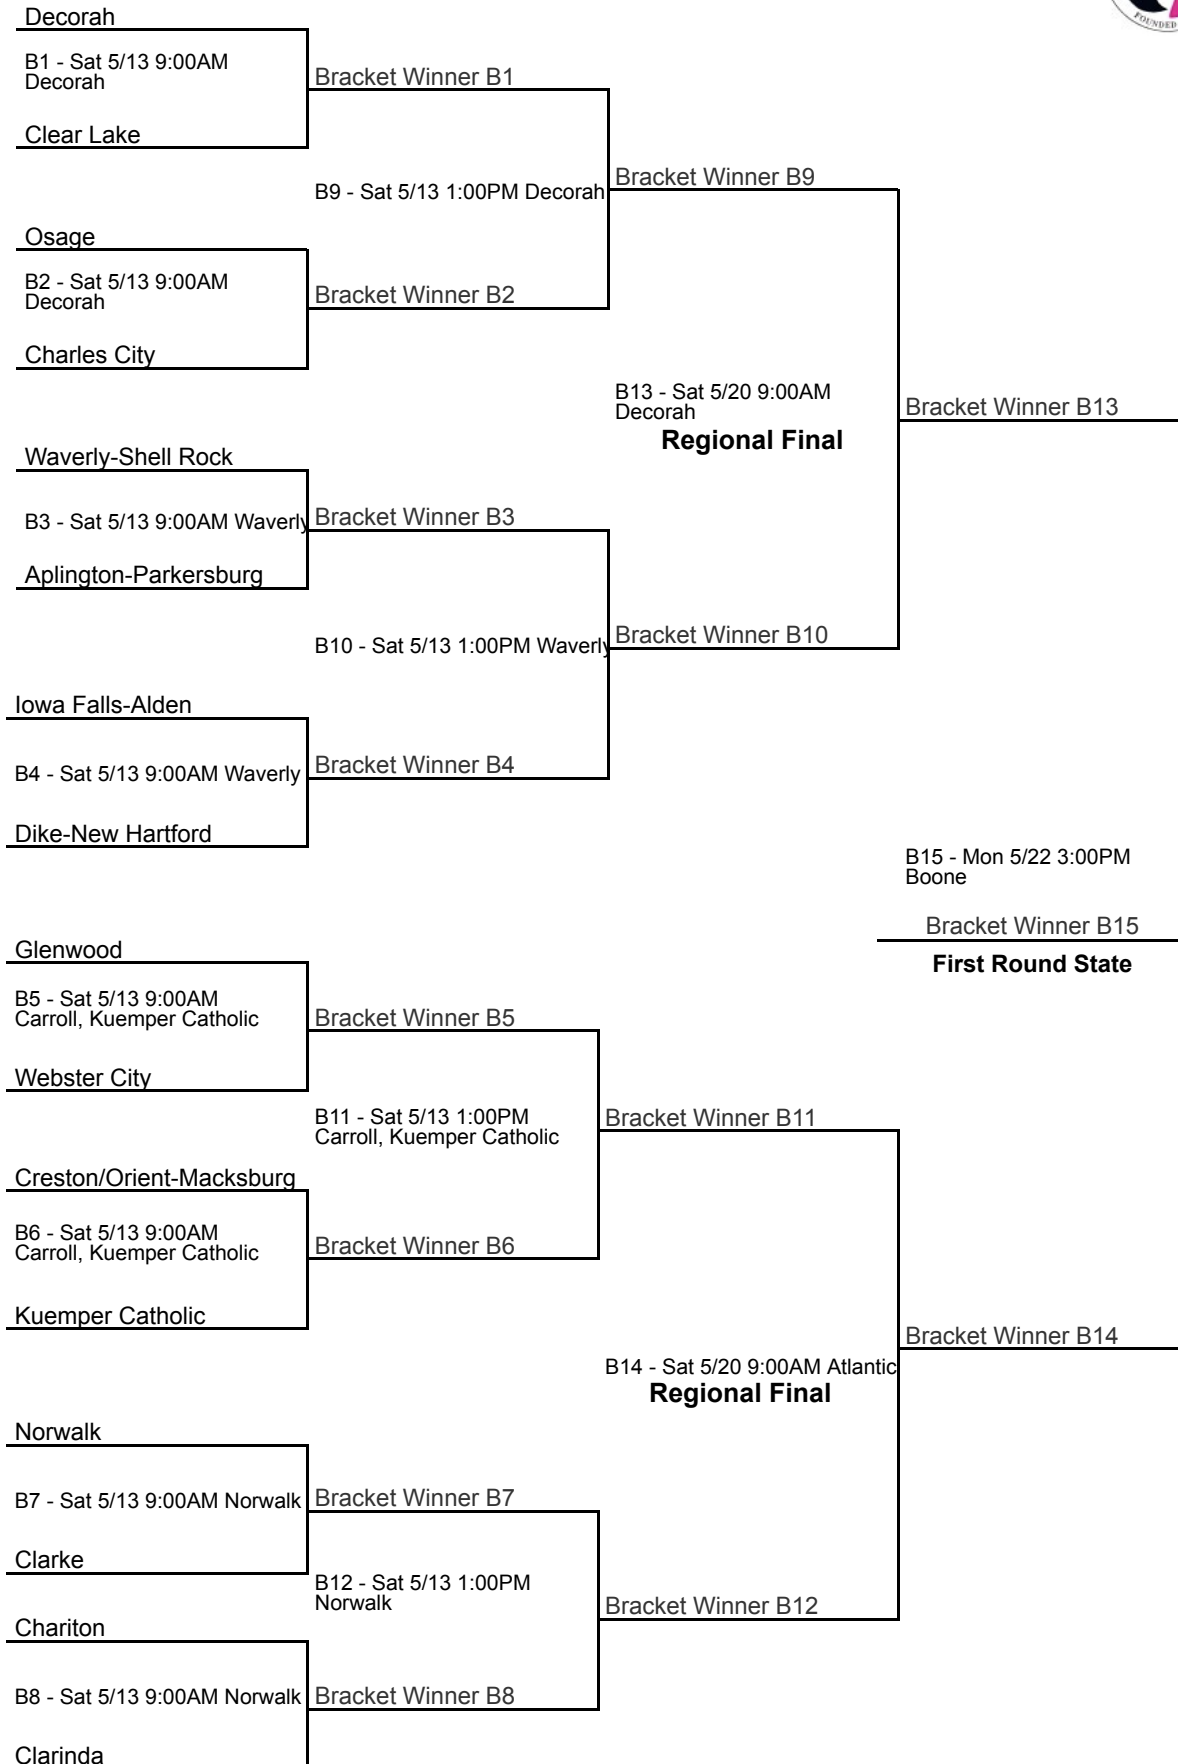 Decorah
B1 - Sat 5/13 9:00AM
Decorah
Bracket Winner B1
Clear Lake
B9 - Sat 5/13 1:00PM Decorah
Bracket Winner B9
Osage
B2 - Sat 5/13 9:00AM
Decorah
Bracket Winner B2
Charles City
B13 - Sat 5/20 9:00AM
Decorah
Regional Final
Bracket Winner B13
Waverly-Shell Rock
B3 - Sat 5/13 9:00AM Waverly
Bracket Winner B3
Aplington-Parkersburg
B10 - Sat 5/13 1:00PM Waverly
Bracket Winner B10
Iowa Falls-Alden
B4 - Sat 5/13 9:00AM Waverly
Bracket Winner B4
Dike-New Hartford
B15 - Mon 5/22 3:00PM
Boone
Bracket Winner B15
First Round State
Glenwood
B5 - Sat 5/13 9:00AM
Carroll, Kuemper Catholic
Bracket Winner B5
Webster City
B11 - Sat 5/13 1:00PM
Carroll, Kuemper Catholic
Bracket Winner B11
Creston/Orient-Macksburg
B6 - Sat 5/13 9:00AM
Carroll, Kuemper Catholic
Bracket Winner B6
Kuemper Catholic
Bracket Winner B14
B14 - Sat 5/20 9:00AM Atlantic
Regional Final
Norwalk
B7 - Sat 5/13 9:00AM Norwalk
Bracket Winner B7
Clarke
B12 - Sat 5/13 1:00PM
Norwalk
Bracket Winner B12
Chariton
B8 - Sat 5/13 9:00AM Norwalk
Bracket Winner B8
Clarinda
FOUNDED